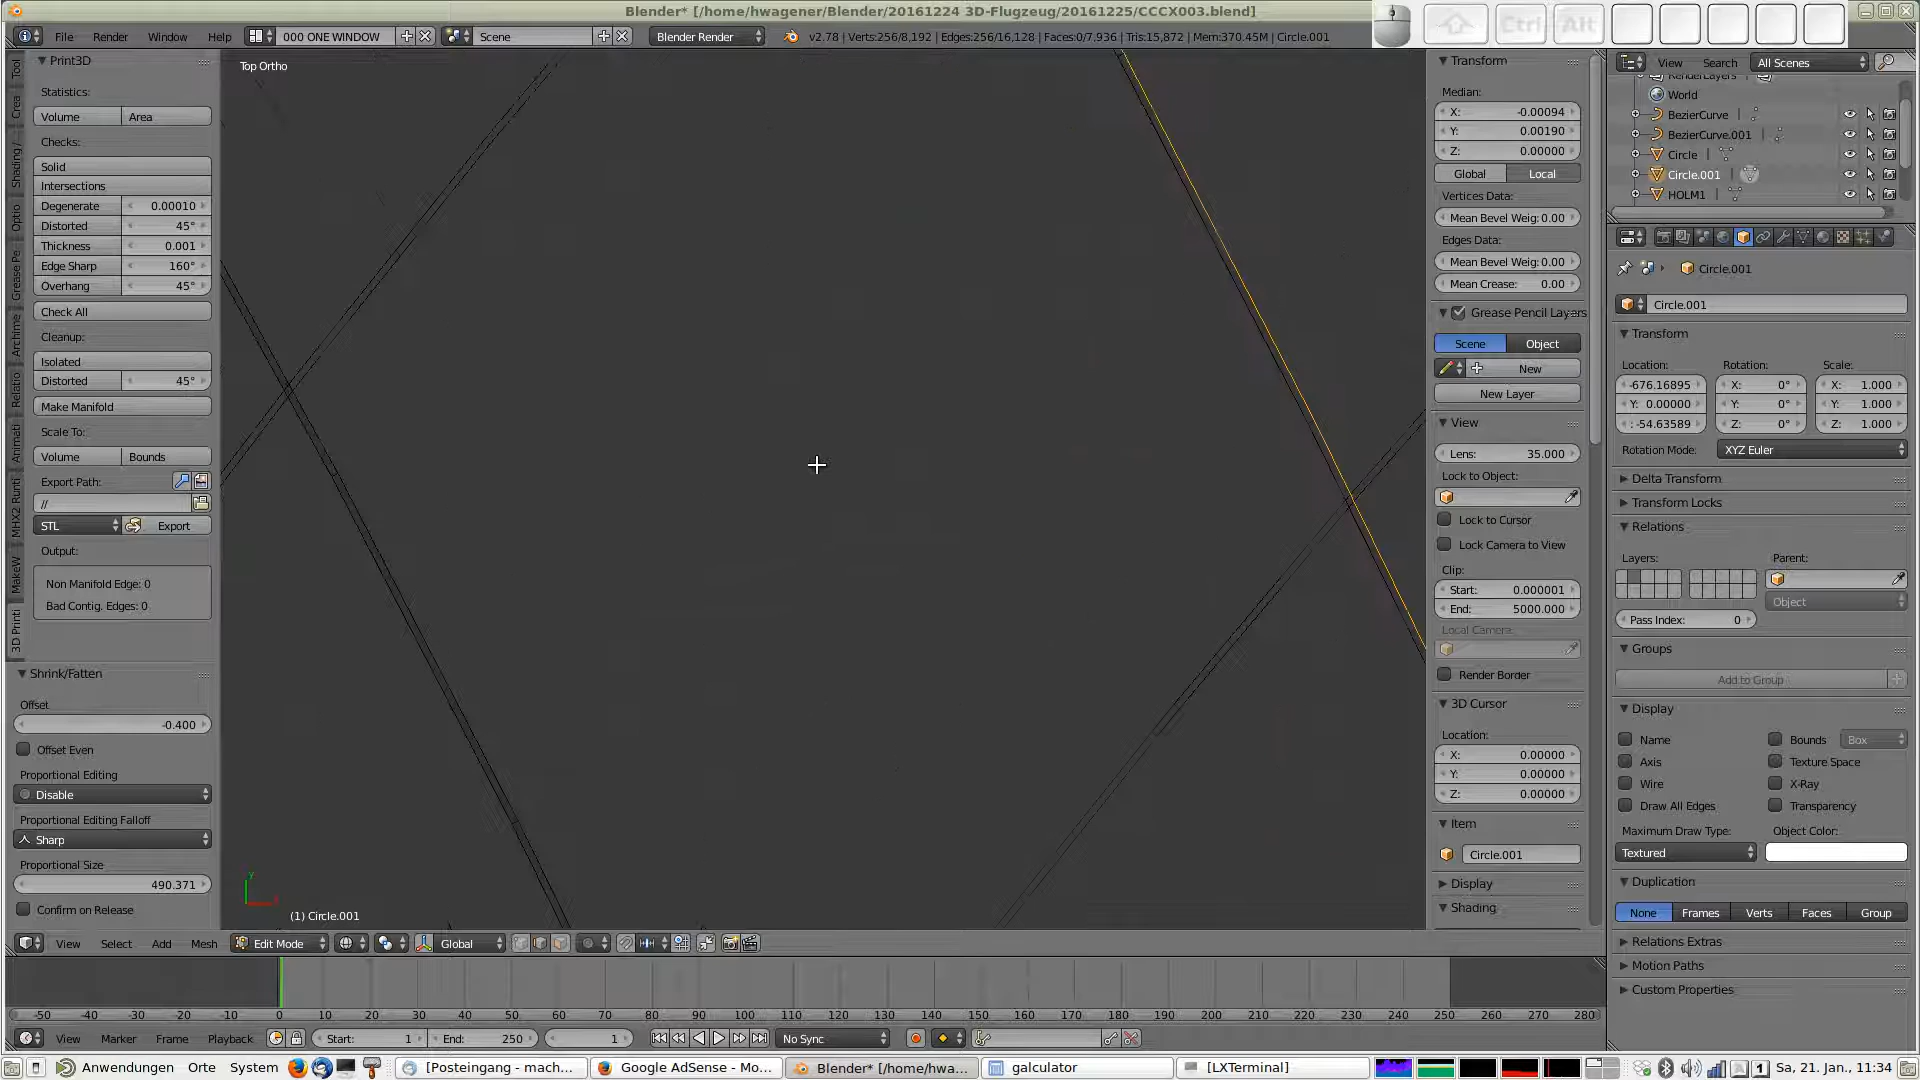 Blender* [/home/hwagener/Blender/20161224 3D-Flugzeug/20161225/CCCX003.blend]
Ctrl Alt
File Render Window Help 000 ONE WINDOW Scene Blender Render v2.78 | Verts:256/8,192 | Edges:256/16,128 | Faces:0/7,936 | Tris:15,872 | Mem:370.45M | Circle.001
Print3D
Statistics:
Volume Area
Checks:
Solid
Intersections
Degenerate 0.00010
Distorted 45°
Thickness 0.001
Edge Sharp 160°
Overhang 45°
Check All
Cleanup:
Isolated
Distorted 45°
Make Manifold
Scale To:
Volume Bounds
Export Path:
//
STL Export
Output:
Non Manifold Edge: 0
Bad Contig. Edges: 0
Shrink/Fatten
Offset
-0.400
Offset Even
Proportional Editing
Disable
Proportional Editing Falloff
Sharp
Proportional Size
490.371
Confirm on Release
Tool
Crea
Shading /
Optio
Grease Pe
Archime
Relatio
Animati
MHX2 Runti
MakeW
3D Printi
Top Ortho
(1) Circle.001
Transform
Median:
X: -0.00094
Y: 0.00190
Z: 0.00000
Global Local
Vertices Data:
Mean Bevel Weig: 0.00
Edges Data:
Mean Bevel Weig: 0.00
Mean Crease: 0.00
Grease Pencil Layers
Scene Object
New
New Layer
View
Lens: 35.000
Lock to Object:
Lock to Cursor
Lock Camera to View
Clip:
Start: 0.000001
End: 5000.000
Local Camera:
Render Border
3D Cursor
Location:
X: 0.00000
Y: 0.00000
Z: 0.00000
Item
Circle.001
Display
Shading
View Search All Scenes
RenderLayers
World
BezierCurve
BezierCurve.001
Circle
Circle.001
HOLM1
Circle.001
Circle.001
Transform
Location: Rotation: Scale:
-676.16895 X: 0° X: 1.000
Y: 0.00000 Y: 0° Y: 1.000
: -54.63589 Z: 0° Z: 1.000
Rotation Mode: XYZ Euler
Delta Transform
Transform Locks
Relations
Layers: Parent:
Object
Pass Index: 0
Groups
Add to Group
Display
Name Bounds Box
Axis Texture Space
Wire X-Ray
Draw All Edges Transparency
Maximum Draw Type: Object Color:
Textured
Duplication
None Frames Verts Faces Group
Relations Extras
Motion Paths
Custom Properties
View Select Add Mesh Edit Mode Global
-50 -40 -30 -20 -10 0 10 20 30 40 50 60 70 80 90 100 110 120 130 140 150 160 170 180 190 200 210 220 230 240 250 260 270 280
View Marker Frame Playback Start: 1 End: 250 1 No Sync
Anwendungen Orte System [Posteingang - mach... Google AdSense - Mo... Blender* [/home/hwa... galculator [LXTerminal] 1 Sa, 21. Jan., 11:34